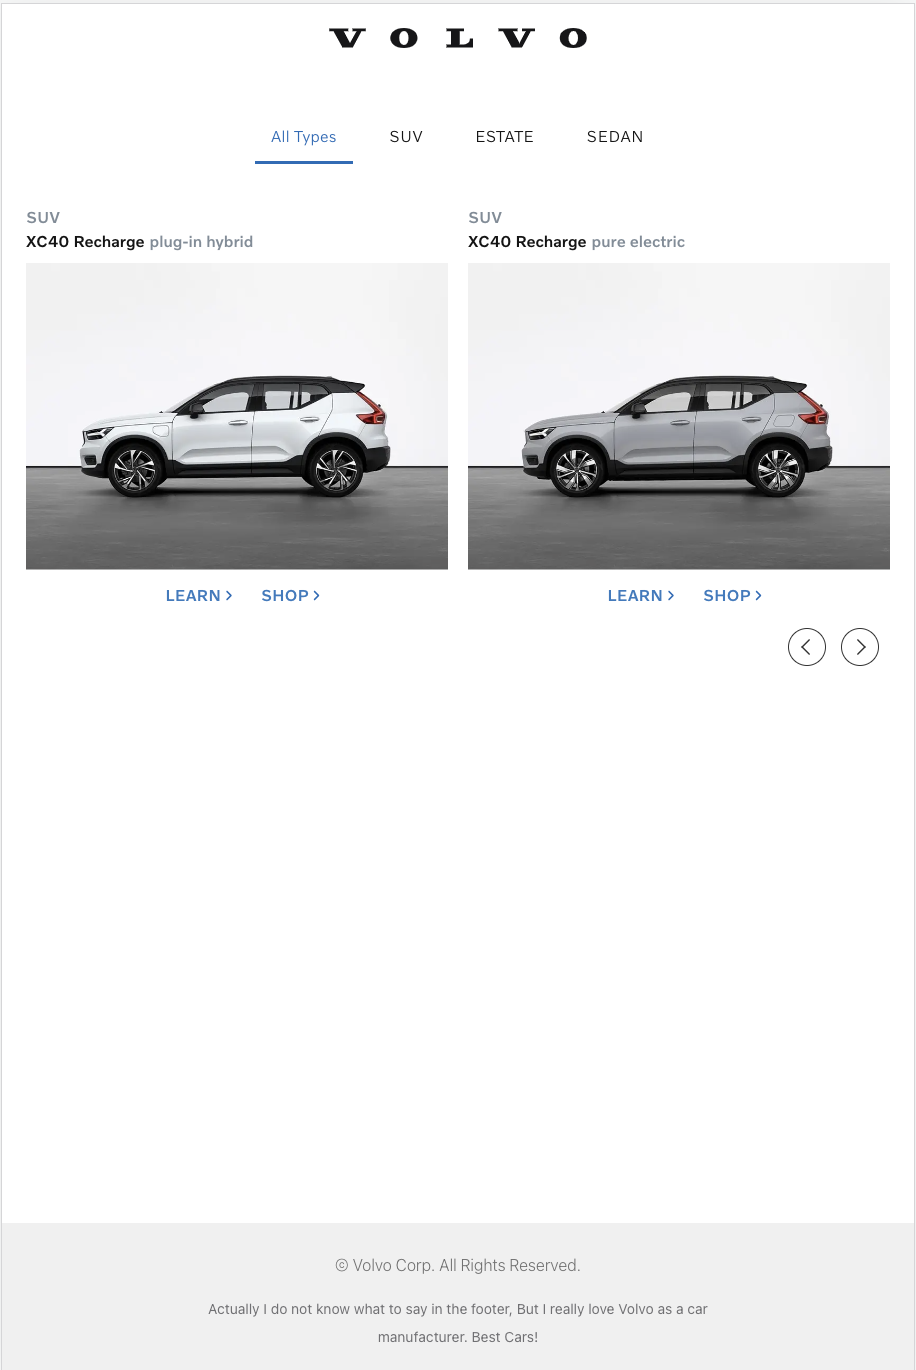 VOLVO
All Types SUV ESTATE SEDAN
SUV
XC40 Recharge plug-in hybrid
LEARN SHOP
SUV
XC40 Recharge pure electric
LEARN SHOP
© Volvo Corp. All Rights Reserved.
Actually I do not know what to say in the footer, But I really love Volvo as a car
manufacturer. Best Cars!